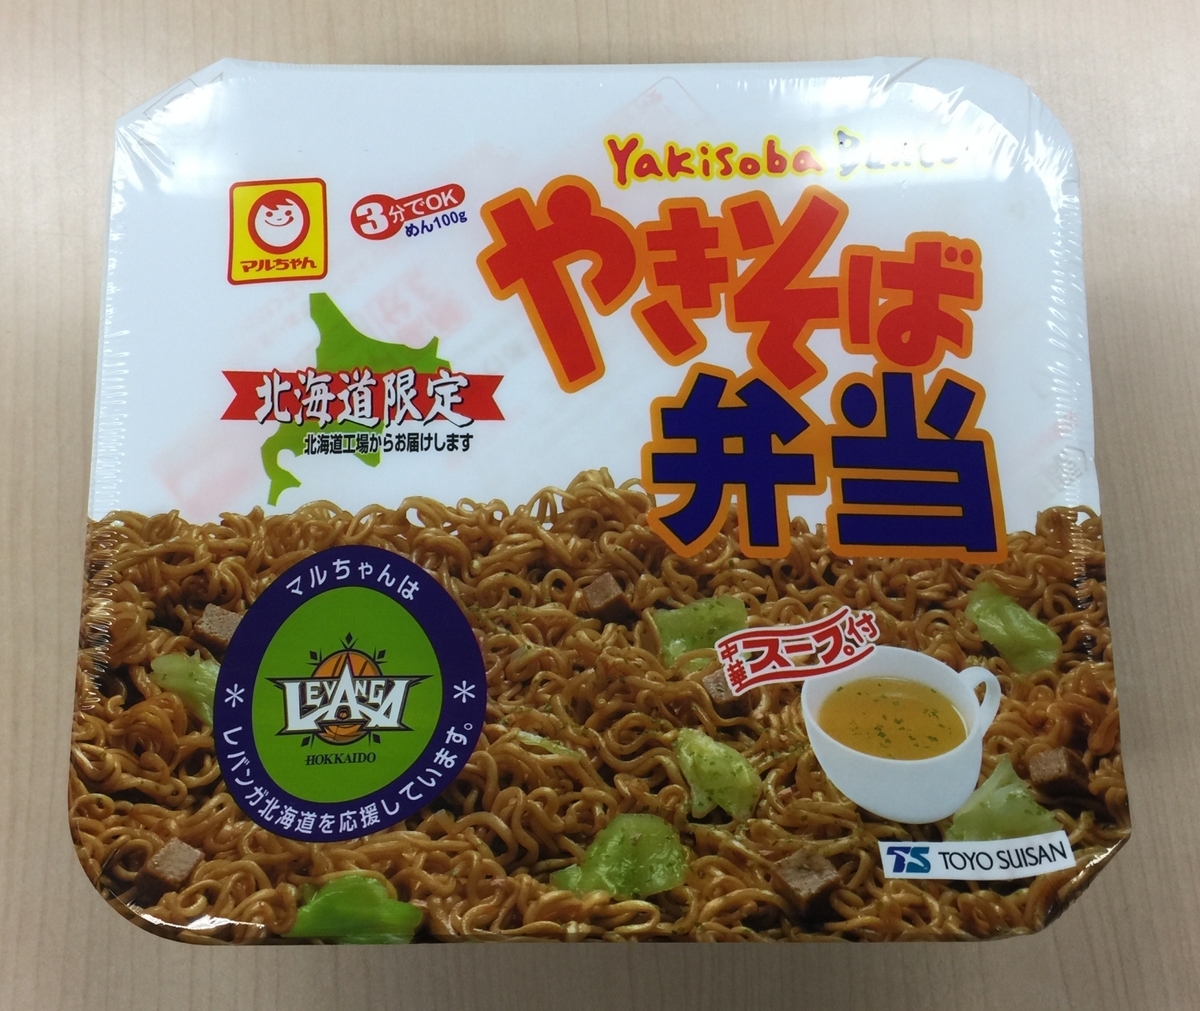 Yakisoba
やきそば
弁当
マルちゃん
3分でOK
めん100g
北海道限定
北海道工場からお届けします
マルちゃんは
LEVANGA
HOKKAIDO
＊レバンガ北海道を応援しています。＊
中華スープ付
TS TOYO SUISAN